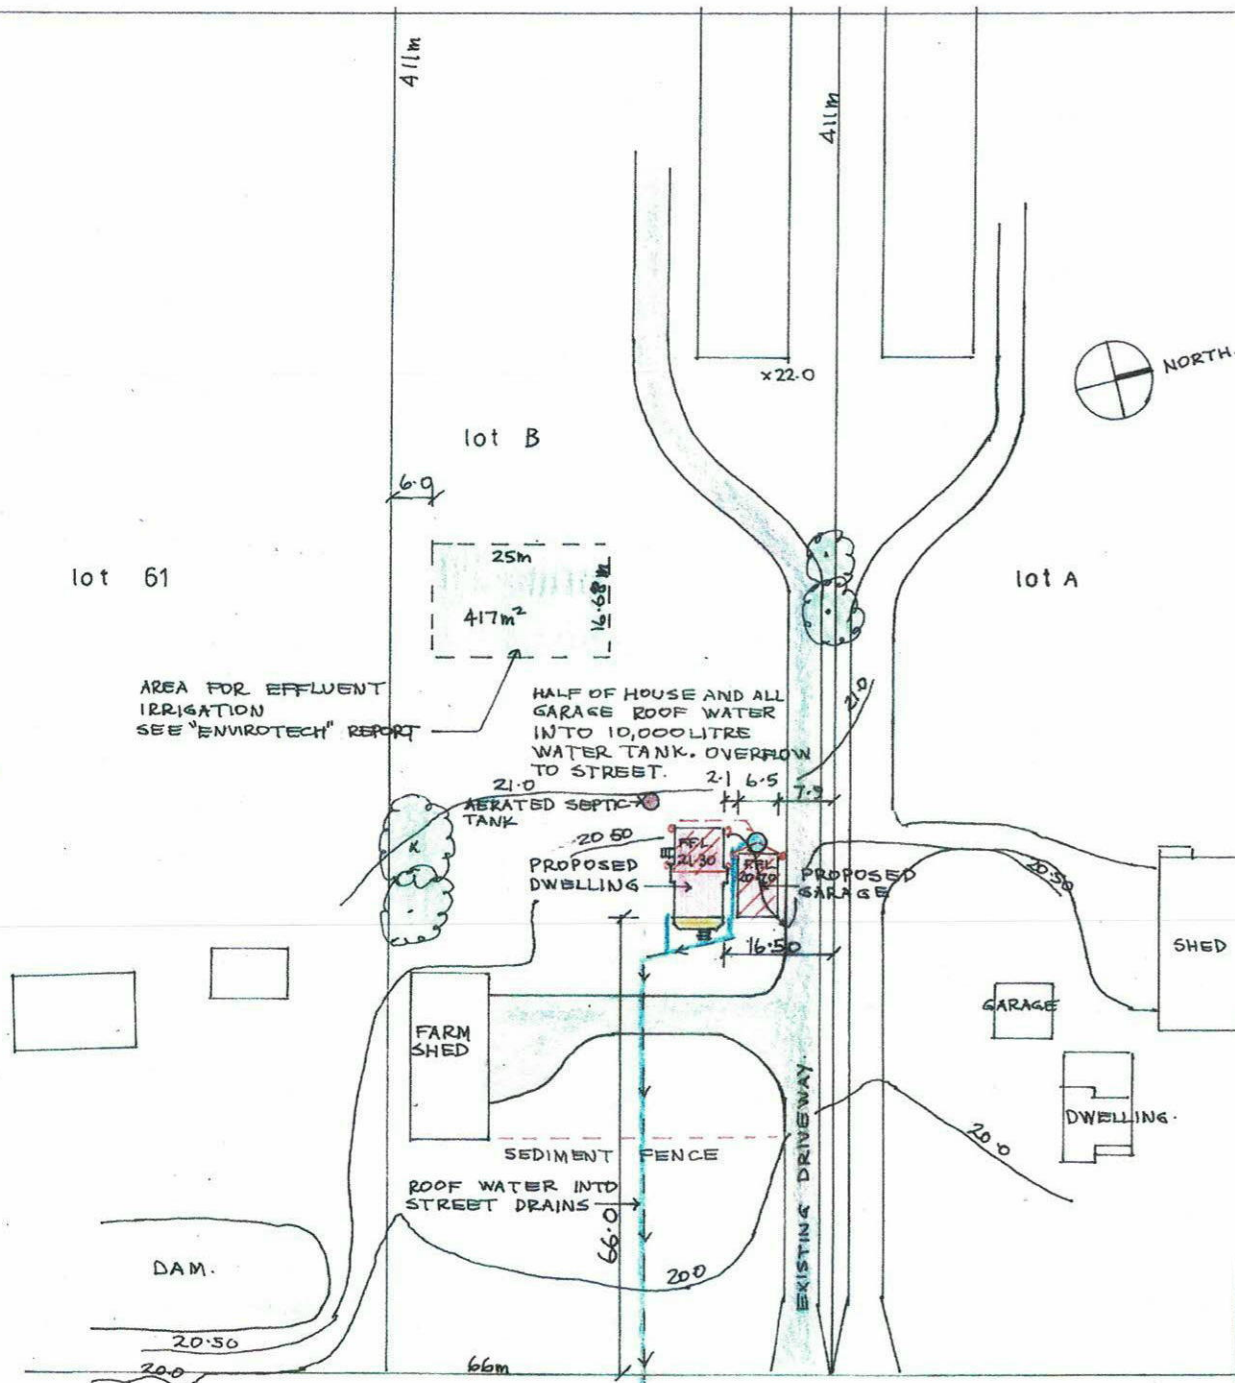 411m
411m
NORTH.
×22.0
lot B
6.0
lot 61
25m
417m²
16.68m
lot A
AREA FOR EFFLUENT
IRRIGATION
SEE "ENVIROTECH" REPORT
HALF OF HOUSE AND ALL
GARAGE ROOF WATER
INTO 10,000 LITRE
WATER TANK. OVERFLOW
TO STREET.
21.0
21.0
2.1
6.5
7.9
AERATED SEPTIC
TANK
20.50
F.F.L
21.30
F.F.L
20.70
PROPOSED
DWELLING
PROPOSED
GARAGE
20.50
16.50
SHED
GARAGE
FARM
SHED
DWELLING.
EXISTING DRIVEWAY.
20.0
SEDIMENT FENCE
ROOF WATER INTO
STREET DRAINS
66.0
20.0
DAM.
20.50
20.0
66m